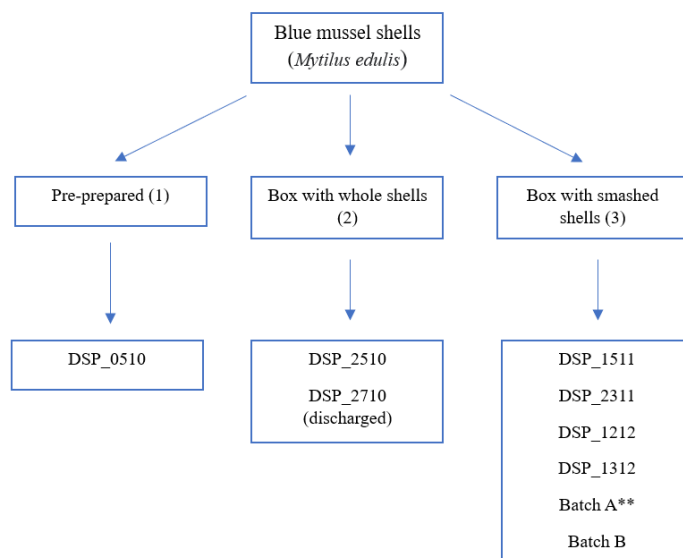 Blue mussel shells
(Mytilus edulis)
Pre-prepared (1)
Box with whole shells
(2)
Box with smashed
shells (3)
DSP_0510
DSP_2510
DSP_2710
(discharged)
DSP_1511
DSP_2311
DSP_1212
DSP_1312
Batch A**
Batch B